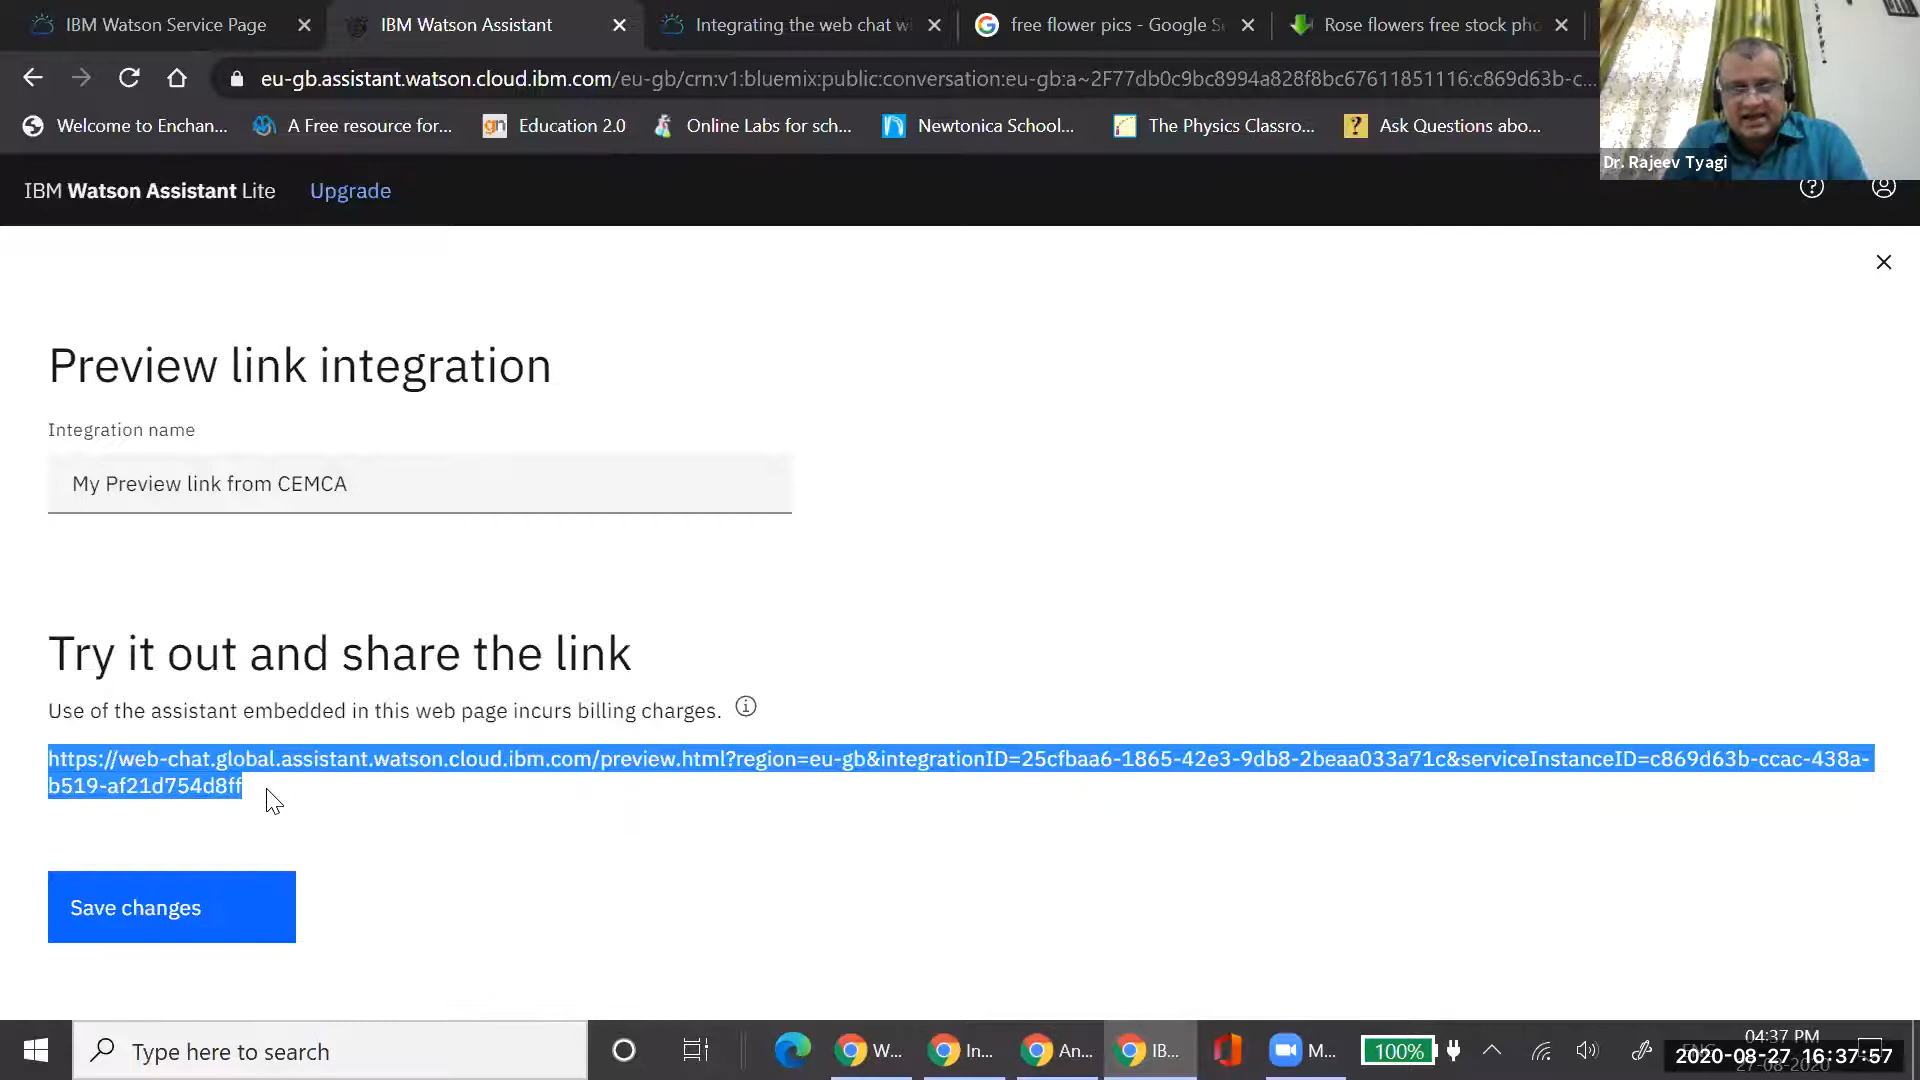 IBM Watson Service Page
IBM Watson Assistant
Integrating the web chat wi
free flower pics - Google S
Rose flowers free stock pho
eu-gb.assistant.watson.cloud.ibm.com/eu-gb/crn:v1:bluemix:public:conversation:eu-gb:a~2F77db0c9bc8994a828f8bc67611851116:c869d63b-c...
Welcome to Enchan...
A Free resource for...
gn Education 2.0
Online Labs for sch...
Newtonica School...
The Physics Classro...
? Ask Questions abo...
Dr. Rajeev Tyagi
IBM Watson Assistant Lite
Upgrade
Preview link integration
Integration name
My Preview link from CEMCA
Try it out and share the link
Use of the assistant embedded in this web page incurs billing charges.
https://web-chat.global.assistant.watson.cloud.ibm.com/preview.html?region=eu-gb&integrationID=25cfbaa6-1865-42e3-9db8-2beaa033a71c&serviceInstanceID=c869d63b-ccac-438a-
b519-af21d754d8ff
Save changes
Type here to search
W...
In...
An...
IB...
M...
100%
ENG
04:37 PM
2020-08-27 16:37:57
27-08-2020